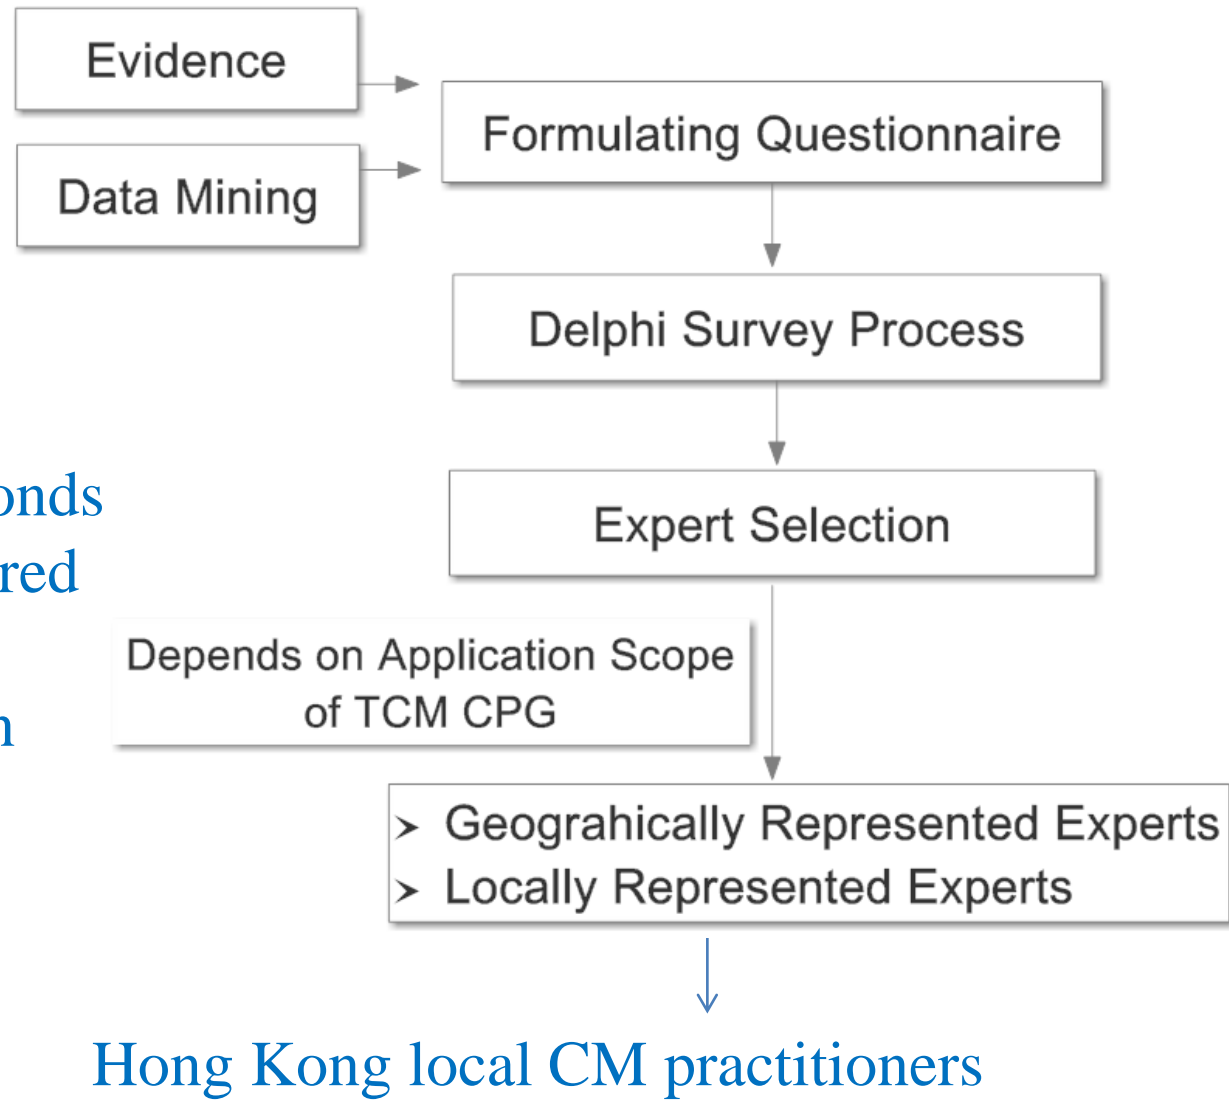 Evidence
Data Mining
Formulating Questionnaire
Delphi Survey Process
Expert Selection
Depends on Application Scope
of TCM CPG
➢ Geograhically Represented Experts
➢ Locally Represented Experts
Hong Kong local CM practitioners